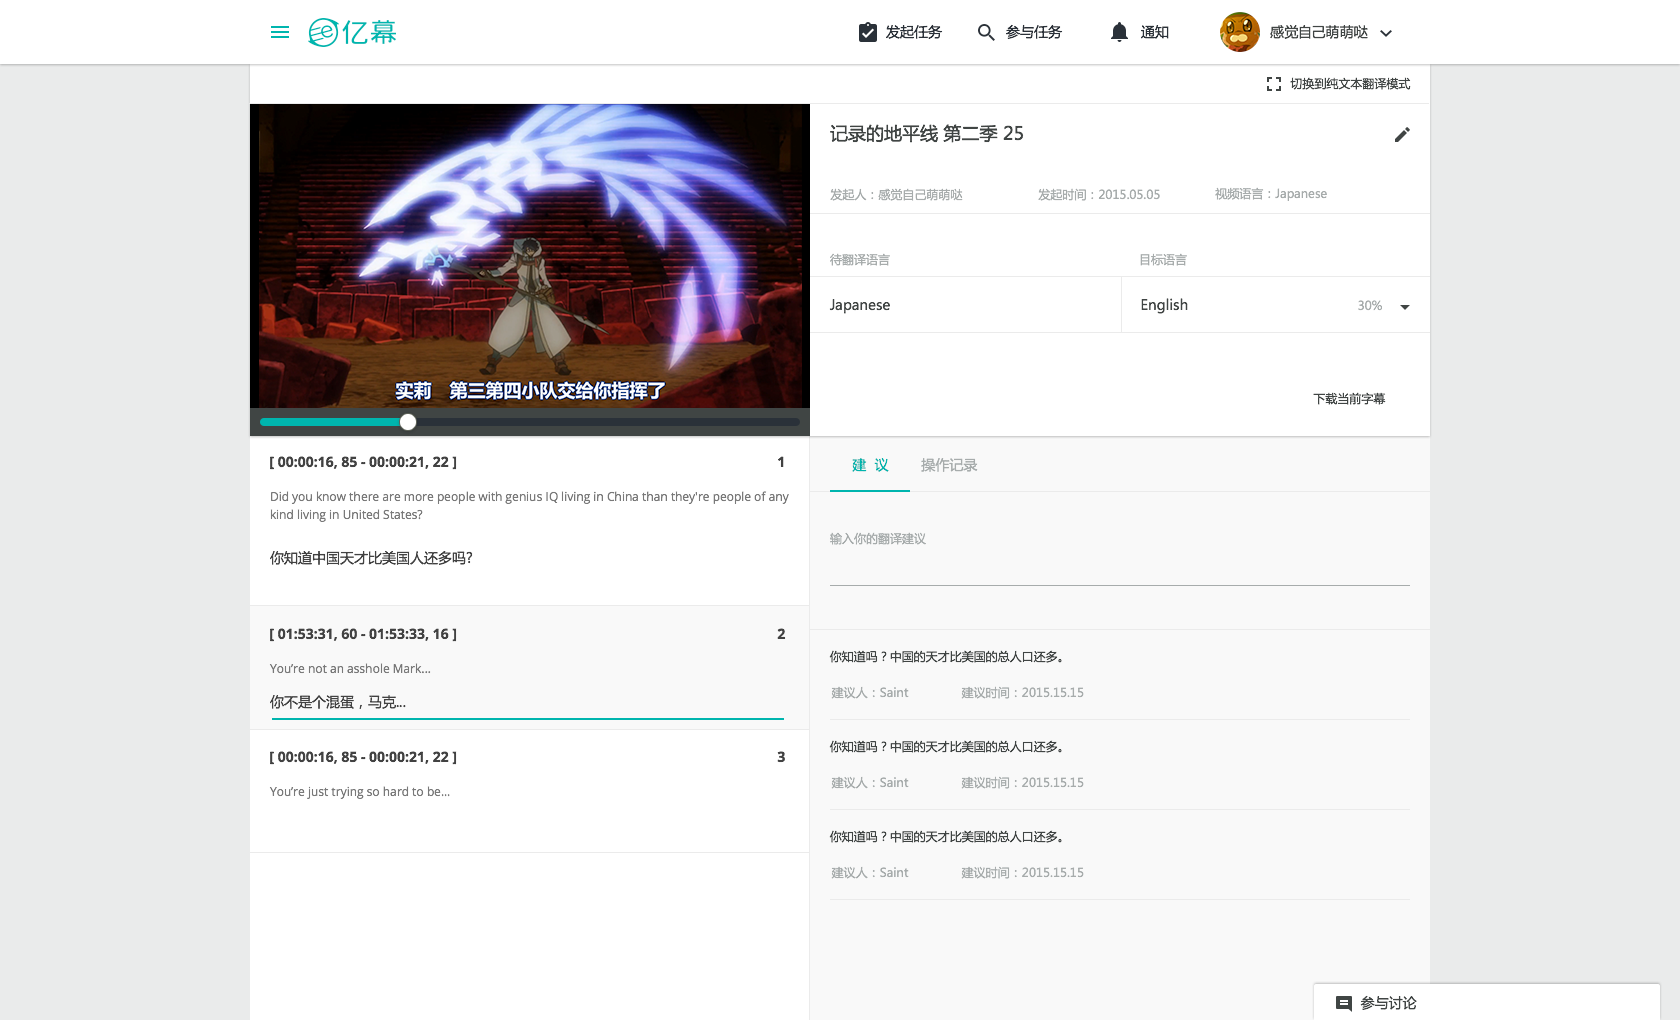 亿幕
发起任务
参与任务
通知
感觉自己萌萌哒
切换到纯文本翻译模式
实莉 第三第四小队交给你指挥了
记录的地平线 第二季 25
发起人：感觉自己萌萌哒
发起时间：2015.05.05
视频语言：Japanese
待翻译语言
目标语言
Japanese
English
30%
下载当前字幕
[ 00:00:16, 85 - 00:00:21, 22 ]
1
Did you know there are more people with genius IQ living in China than they're people of any
kind living in United States?
你知道中国天才比美国人还多吗?
[ 01:53:31, 60 - 01:53:33, 16 ]
2
You’re not an asshole Mark...
你不是个混蛋，马克...
[ 00:00:16, 85 - 00:00:21, 22 ]
3
You’re just trying so hard to be...
建 议
操作记录
输入你的翻译建议
你知道吗？中国的天才比美国的总人口还多。
建议人：Saint
建议时间：2015.15.15
你知道吗？中国的天才比美国的总人口还多。
建议人：Saint
建议时间：2015.15.15
你知道吗？中国的天才比美国的总人口还多。
建议人：Saint
建议时间：2015.15.15
参与讨论